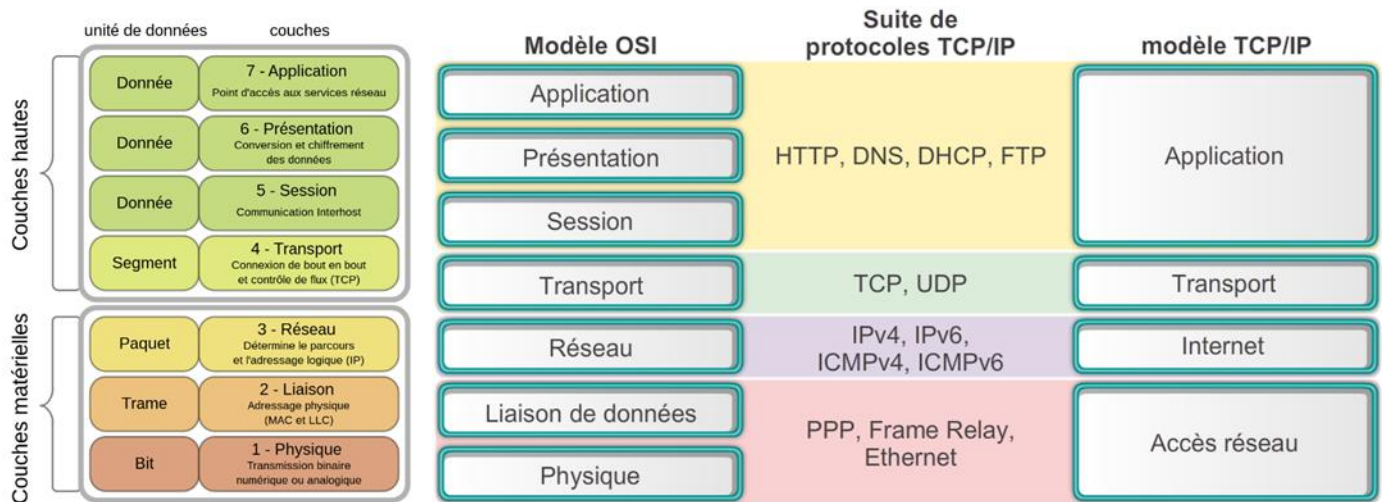 unité de données
couches
Couches hautes
Donnée
7 - Application
Point d'accès aux services réseau
Donnée
6 - Présentation
Conversion et chiffrement
des données
Donnée
5 - Session
Communication Interhost
Segment
4 - Transport
Connexion de bout en bout
et contrôle de flux (TCP)
Couches matérielles
Paquet
3 - Réseau
Détermine le parcours
et l'adressage logique (IP)
Trame
2 - Liaison
Adressage physique
(MAC et LLC)
Bit
1 - Physique
Transmission binaire
numérique ou analogique
Modèle OSI
Application
Présentation
Session
Transport
Réseau
Liaison de données
Physique
Suite de
protocoles TCP/IP
HTTP, DNS, DHCP, FTP
TCP, UDP
IPv4, IPv6,
ICMPv4, ICMPv6
PPP, Frame Relay,
Ethernet
modèle TCP/IP
Application
Transport
Internet
Accès réseau